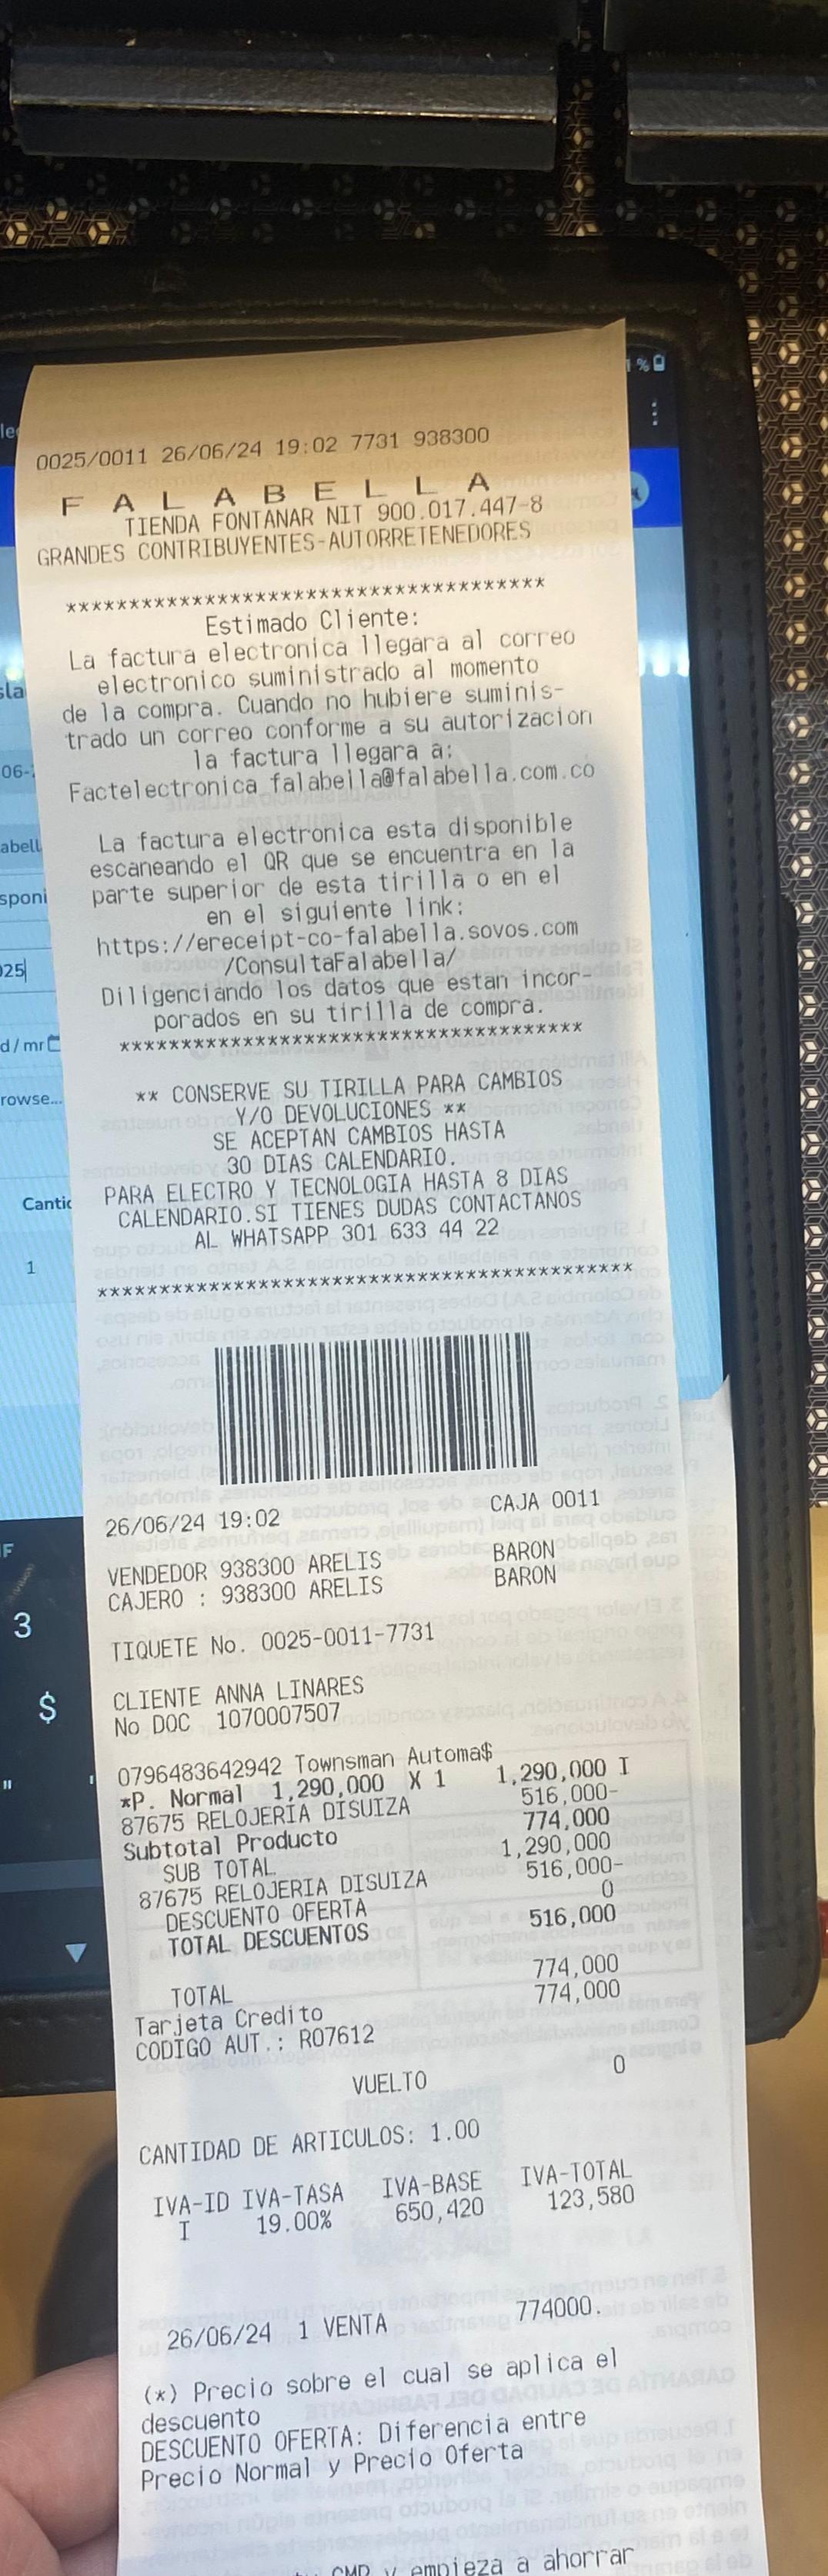 0025/0011 26/06/24 19:02 7731 938300
F A L A B E L L A
TIENDA FONTANAR NIT 900.017.447-8
GRANDES CONTRIBUYENTES-AUTORRETENEDORES
**************************************
Estimado Cliente:
La factura electronica llegara al correo
electronico suministrado al momento
de la compra. Cuando no hubiere suminis-
trado un correo conforme a su autorizacion
la factura llegara a:
Factelectronica falabella@falabella.com.co
La factura electronica esta disponible
escaneando el QR que se encuentra en la
parte superior de esta tirilla o en el
en el siguiente link:
https://ereceipt-co-falabella.sovos.com
/ConsultaFalabella/
Diligenciando los datos que estan incor-
porados en su tirilla de compra.
*************************************
** CONSERVE SU TIRILLA PARA CAMBIOS
Y/O DEVOLUCIONES **
SE ACEPTAN CAMBIOS HASTA
30 DIAS CALENDARIO.
PARA ELECTRO Y TECNOLOGIA HASTA 8 DIAS
CALENDARIO.SI TIENES DUDAS CONTACTANOS
AL WHATSAPP 301 633 44 22
******************************************
26/06/24 19:02 CAJA 0011
VENDEDOR 938300 ARELIS BARON
CAJERO : 938300 ARELIS BARON
TIQUETE No. 0025-0011-7731
CLIENTE ANNA LINARES
No DOC 1070007507
0796483642942 Townsman Automa$
*P. Normal 1,290,000 X 1 1,290,000 I
87675 RELOJERIA DISUIZA 516,000-
Subtotal Producto 774,000
SUB TOTAL 1,290,000
87675 RELOJERIA DISUIZA 516,000-
DESCUENTO OFERTA 0
TOTAL DESCUENTOS 516,000
TOTAL 774,000
Tarjeta Credito 774,000
CODIGO AUT.: R07612
VUELTO 0
CANTIDAD DE ARTICULOS: 1.00
IVA-ID IVA-TASA IVA-BASE IVA-TOTAL
I 19.00% 650,420 123,580
26/06/24 1 VENTA 774000.
(*) Precio sobre el cual se aplica el
descuento
DESCUENTO OFERTA: Diferencia entre
Precio Normal y Precio Oferta
CMR y empieza a ahorrar
06-
abell
sponi
025
d / mr
rowse...
Cantic
1
3
$